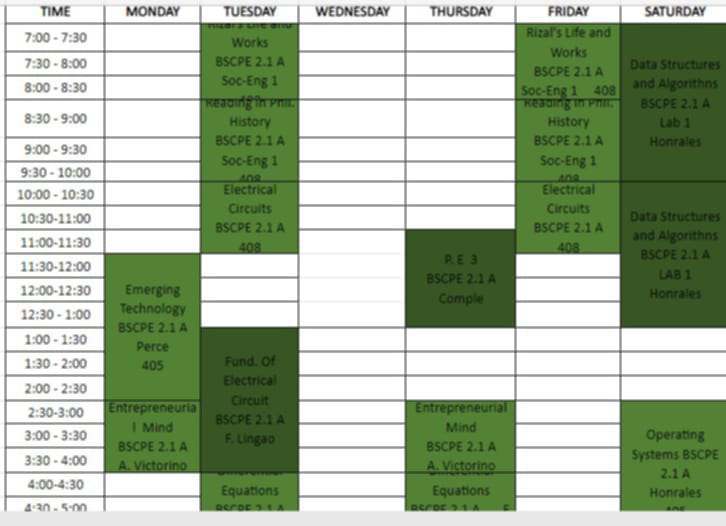 TIME MONDAY TUESDAY WEDNESDAY THURSDAY FRIDAY SATURDAY
7:00 - 7:30
7:30 - 8:00
8:00 - 8:30
8:30 - 9:00
9:00 - 9:30
9:30 - 10:00
10:00 - 10:30
10:30-11:00
11:00-11:30
11:30-12:00
12:00-12:30
12:30 - 1:00
1:00 - 1:30
1:30 - 2:00
2:00 - 2:30
2:30-3:00
3:00 - 3:30
3:30 - 4:00
4:00-4:30
4:30 - 5:00
Emerging
Technology
BSCPE 2.1 A
Perce
405
Entrepreneuria
l Mind
BSCPE 2.1 A
A. Victorino
Rizal's Life and
Works
BSCPE 2.1 A
Soc-Eng 1
Reading in Phil.
History
BSCPE 2.1 A
Soc-Eng 1
408
Electrical
Circuits
BSCPE 2.1 A
408
Fund. Of
Electrical
Circuit
BSCPE 2.1 A
F. Lingao
Differential
Equations
BSCPE 2.1 A
P. E 3
BSCPE 2.1 A
Comple
Entrepreneurial
Mind
BSCPE 2.1 A
A. Victorino
Equations
BSCPE 2.1 A
Rizal's Life and
Works
BSCPE 2.1 A
Soc-Eng 1 408
Reading in Phil.
History
BSCPE 2.1 A
Soc-Eng 1
408
Electrical
Circuits
BSCPE 2.1 A
408
Data Structures
and Algorithns
BSCPE 2.1 A
Lab 1
Honrales
Data Structures
and Algorithns
BSCPE 2.1 A
LAB 1
Honrales
Operating
Systems BSCPE
2.1 A
Honrales
405